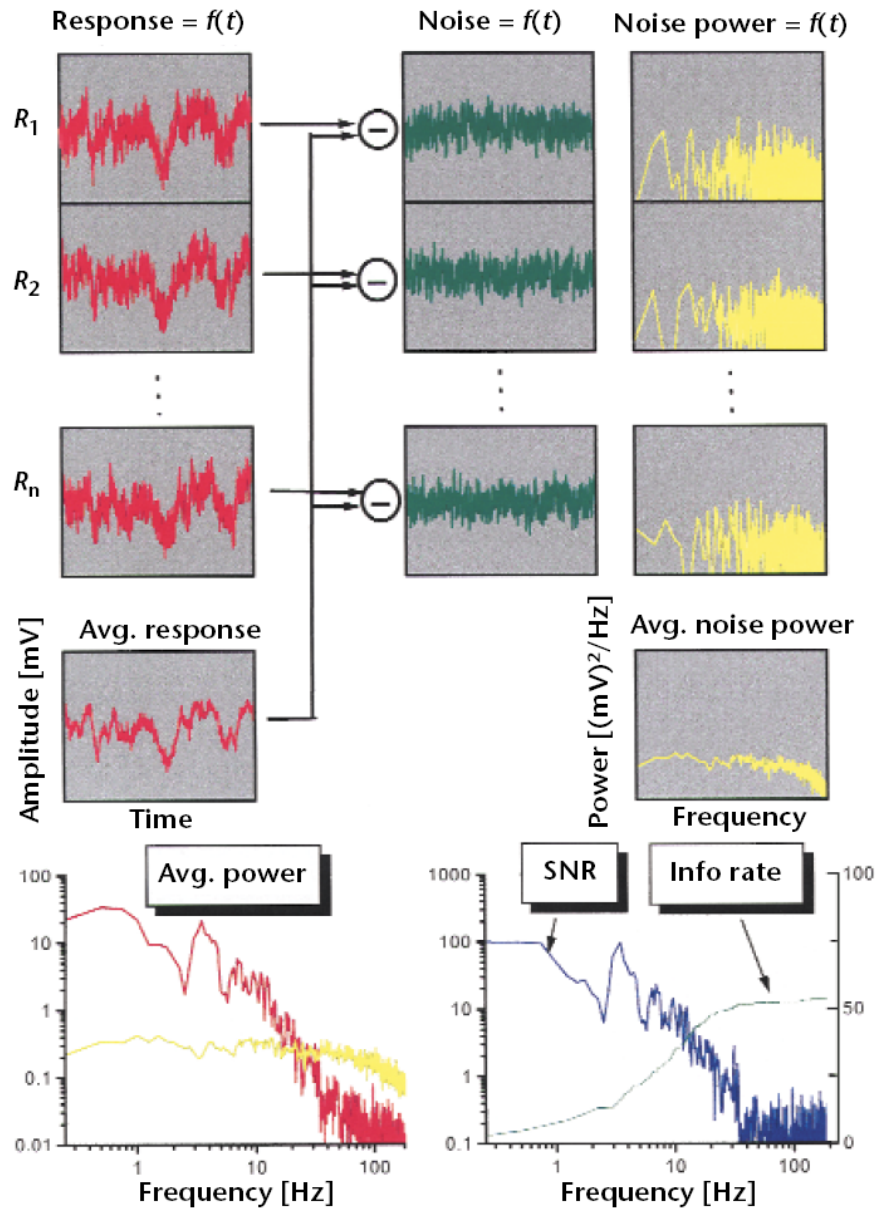 Response = f(t)
Noise = f(t)
Noise power = f(t)
R1
R2
Rn
Amplitude [mV]
Avg. response
Time
Power [(mV)²/Hz]
Avg. noise power
Frequency
Avg. power
100
10
1
0.1
0.01
1
10
100
Frequency [Hz]
SNR
Info rate
1000
100
10
1
0.1
100
50
0
1
10
100
Frequency [Hz]